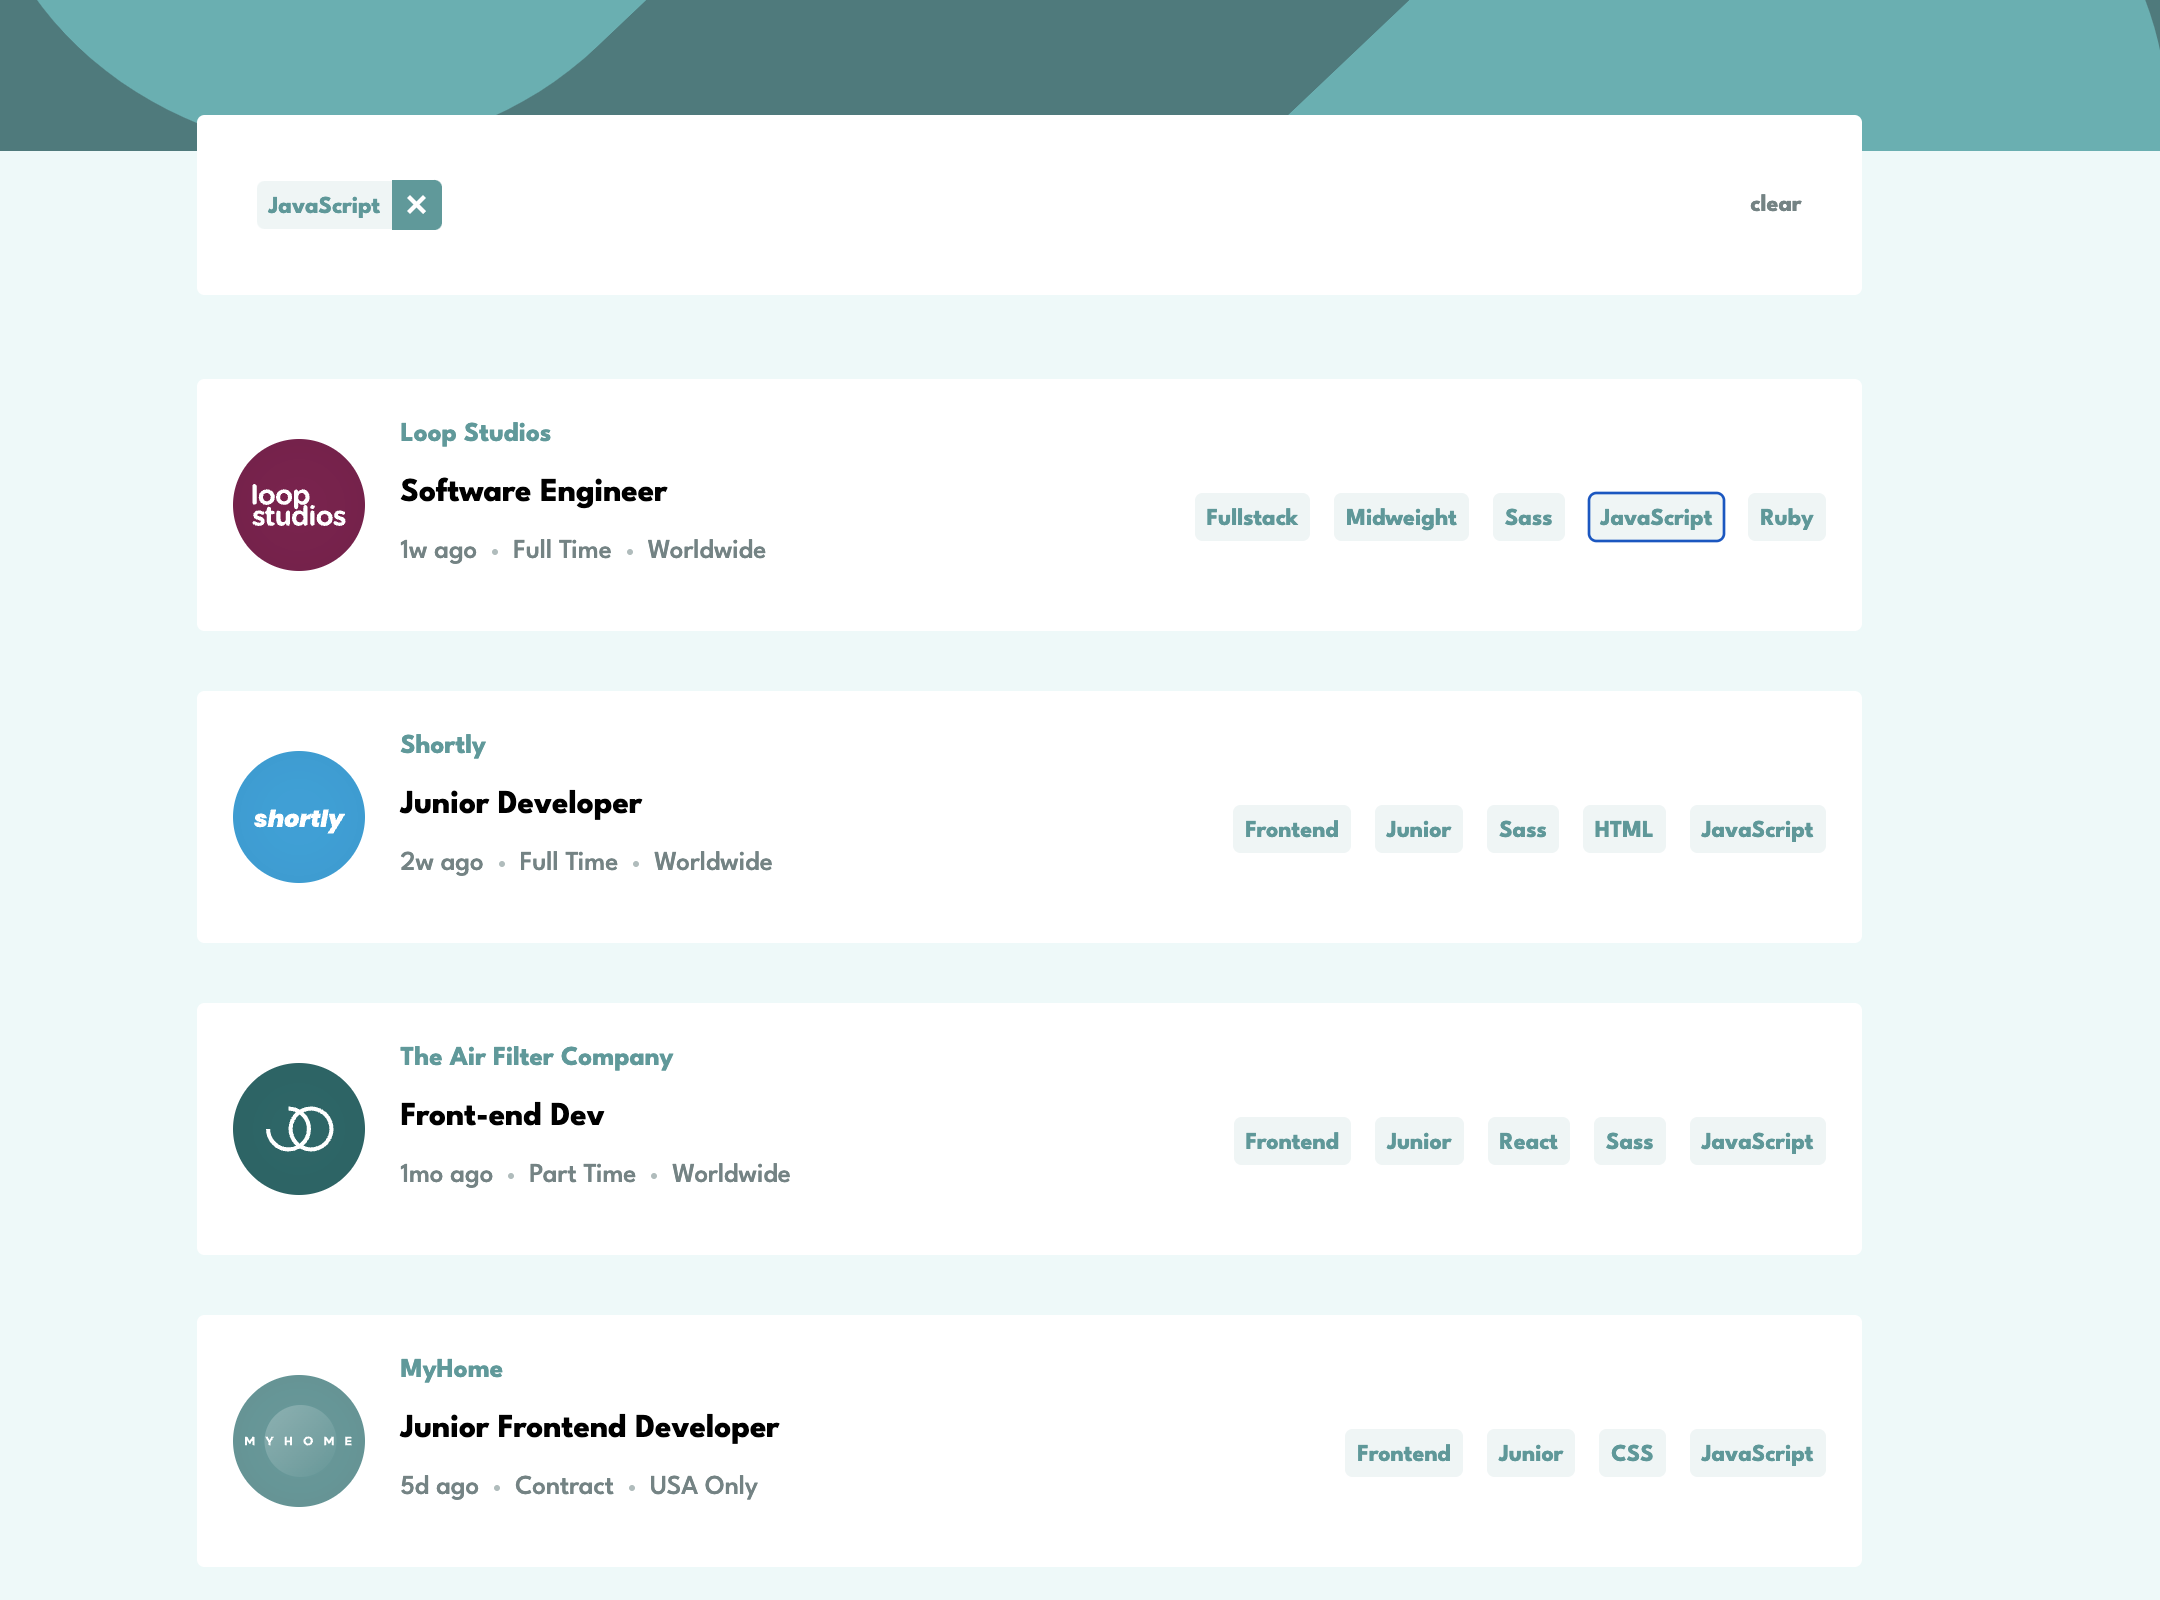 JavaScript ✕ clear
Loop Studios
loop
studios
Software Engineer
1w ago • Full Time • Worldwide
Fullstack Midweight Sass JavaScript Ruby
Shortly
shortly
Junior Developer
2w ago • Full Time • Worldwide
Frontend Junior Sass HTML JavaScript
The Air Filter Company
Front-end Dev
1mo ago • Part Time • Worldwide
Frontend Junior React Sass JavaScript
MyHome
MYHOME
Junior Frontend Developer
5d ago • Contract • USA Only
Frontend Junior CSS JavaScript